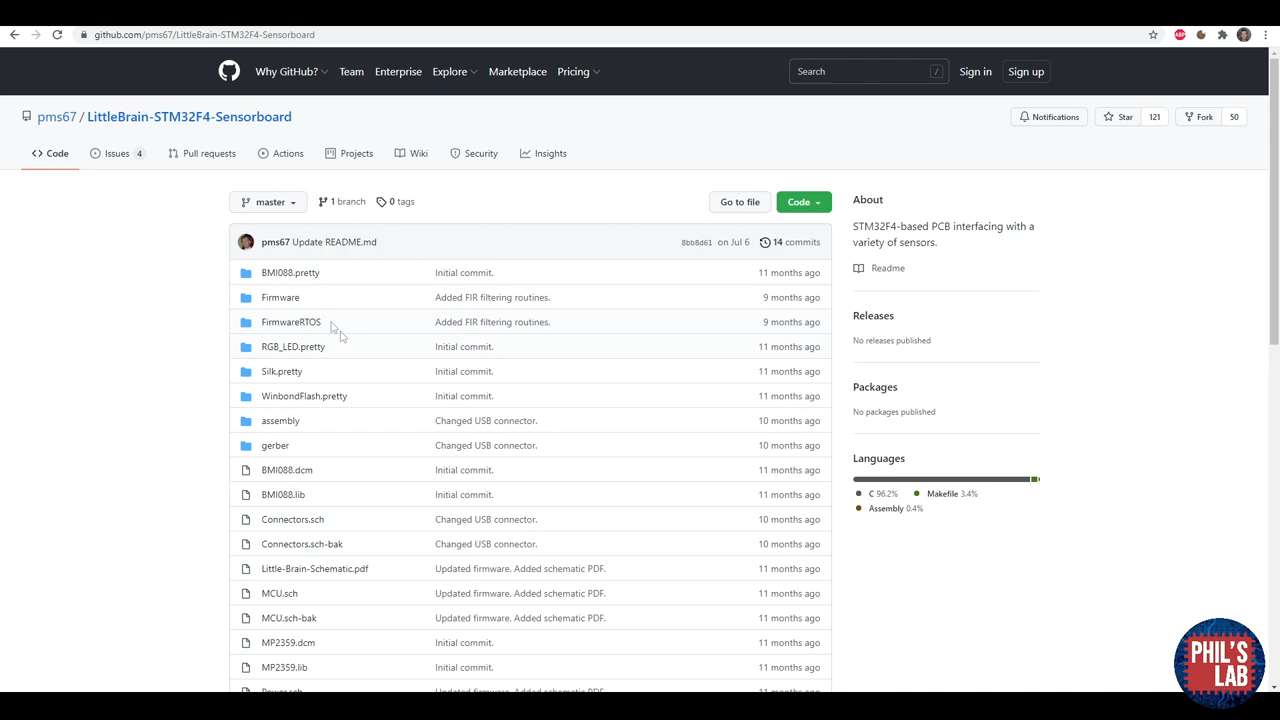 github.com/pms67/LittleBrain-STM32F4-Sensorboard
ABP
Why GitHub? Team Enterprise Explore Marketplace Pricing Search / Sign in Sign up
pms67 / LittleBrain-STM32F4-Sensorboard Notifications Star 121 Fork 50
Code Issues 4 Pull requests Actions Projects Wiki Security Insights
master 1 branch 0 tags Go to file Code
pms67 Update README.md 8bb8d61 on Jul 6 14 commits
BMI088.pretty Initial commit. 11 months ago
Firmware Added FIR filtering routines. 9 months ago
FirmwareRTOS Added FIR filtering routines. 9 months ago
RGB_LED.pretty Initial commit. 11 months ago
Silk.pretty Initial commit. 11 months ago
WinbondFlash.pretty Initial commit. 11 months ago
assembly Changed USB connector. 10 months ago
gerber Changed USB connector. 10 months ago
BMI088.dcm Initial commit. 11 months ago
BMI088.lib Initial commit. 11 months ago
Connectors.sch Changed USB connector. 10 months ago
Connectors.sch-bak Changed USB connector. 10 months ago
Little-Brain-Schematic.pdf Updated firmware. Added schematic PDF. 11 months ago
MCU.sch Updated firmware. Added schematic PDF. 11 months ago
MCU.sch-bak Updated firmware. Added schematic PDF. 11 months ago
MP2359.dcm Initial commit. 11 months ago
MP2359.lib Initial commit. 11 months ago
Power.sch Updated firmware. Added schematic PDF. 11 months ago
About
STM32F4-based PCB interfacing with a
variety of sensors.
Readme
Releases
No releases published
Packages
No packages published
Languages
C 96.2% Makefile 3.4%
Assembly 0.4%
PHIL'S
LAB